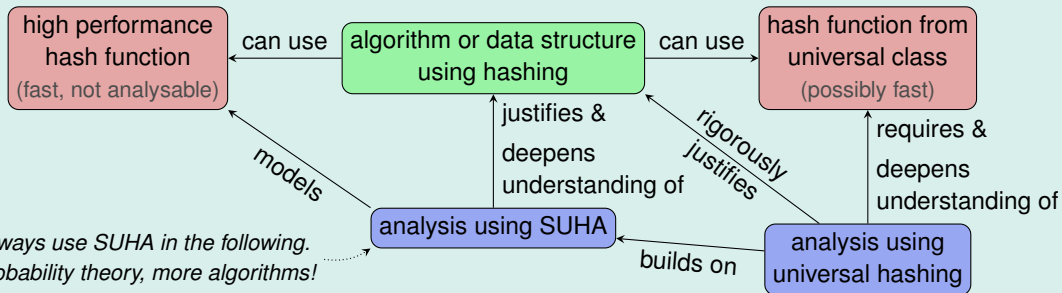 high performance
hash function
(fast, not analysable)
can use
algorithm or data structure
using hashing
can use
hash function from
universal class
(possibly fast)
models
justifies &
deepens
understanding of
rigorously
justifies
requires &
deepens
understanding of
use SUHA in the following.
theory, more algorithms!
analysis using SUHA
builds on
analysis using
universal hashing